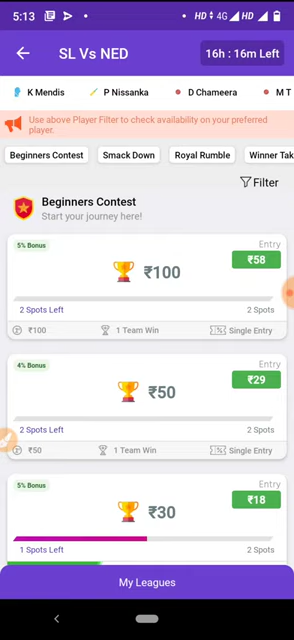 5:13 HD 4G HD
SL Vs NED
16h : 16m Left
K Mendis P Nissanka D Chameera M T
Use above Player Filter to check availability on your preferred
player.
Beginners Contest Smack Down Royal Rumble Winner Tak
Filter
Beginners Contest
Start your journey here!
5% Bonus
Entry
₹100
₹58
2 Spots Left 2 Spots
₹100 1 Team Win Single Entry
4% Bonus
Entry
₹50
₹29
2 Spots Left 2 Spots
₹50 1 Team Win Single Entry
5% Bonus
Entry
₹30
₹18
1 Spots Left 2 Spots
My Leagues